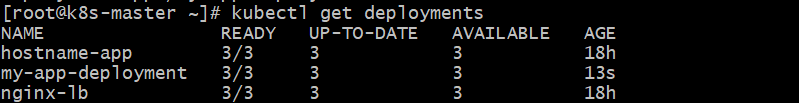 [root@k8s-master ~]# kubectl get deployments
NAME READY UP-TO-DATE AVAILABLE AGE
hostname-app 3/3 3 3 18h
my-app-deployment 3/3 3 3 13s
nginx-lb 3/3 3 3 18h